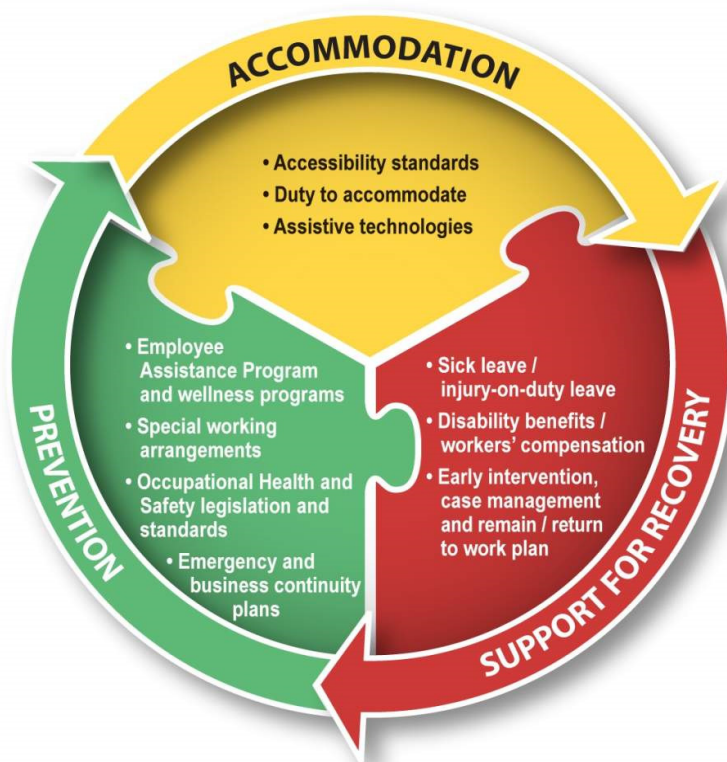 ACCOMMODATION
• Accessibility standards
• Duty to accommodate
• Assistive technologies
PREVENTION
• Employee
Assistance Program
and wellness programs
• Special working
arrangements
• Occupational Health and
Safety legislation and
standards
• Emergency and
business continuity
plans
SUPPORT FOR RECOVERY
• Sick leave /
injury-on-duty leave
• Disability benefits /
workers' compensation
• Early intervention,
case management
and remain / return
to work plan